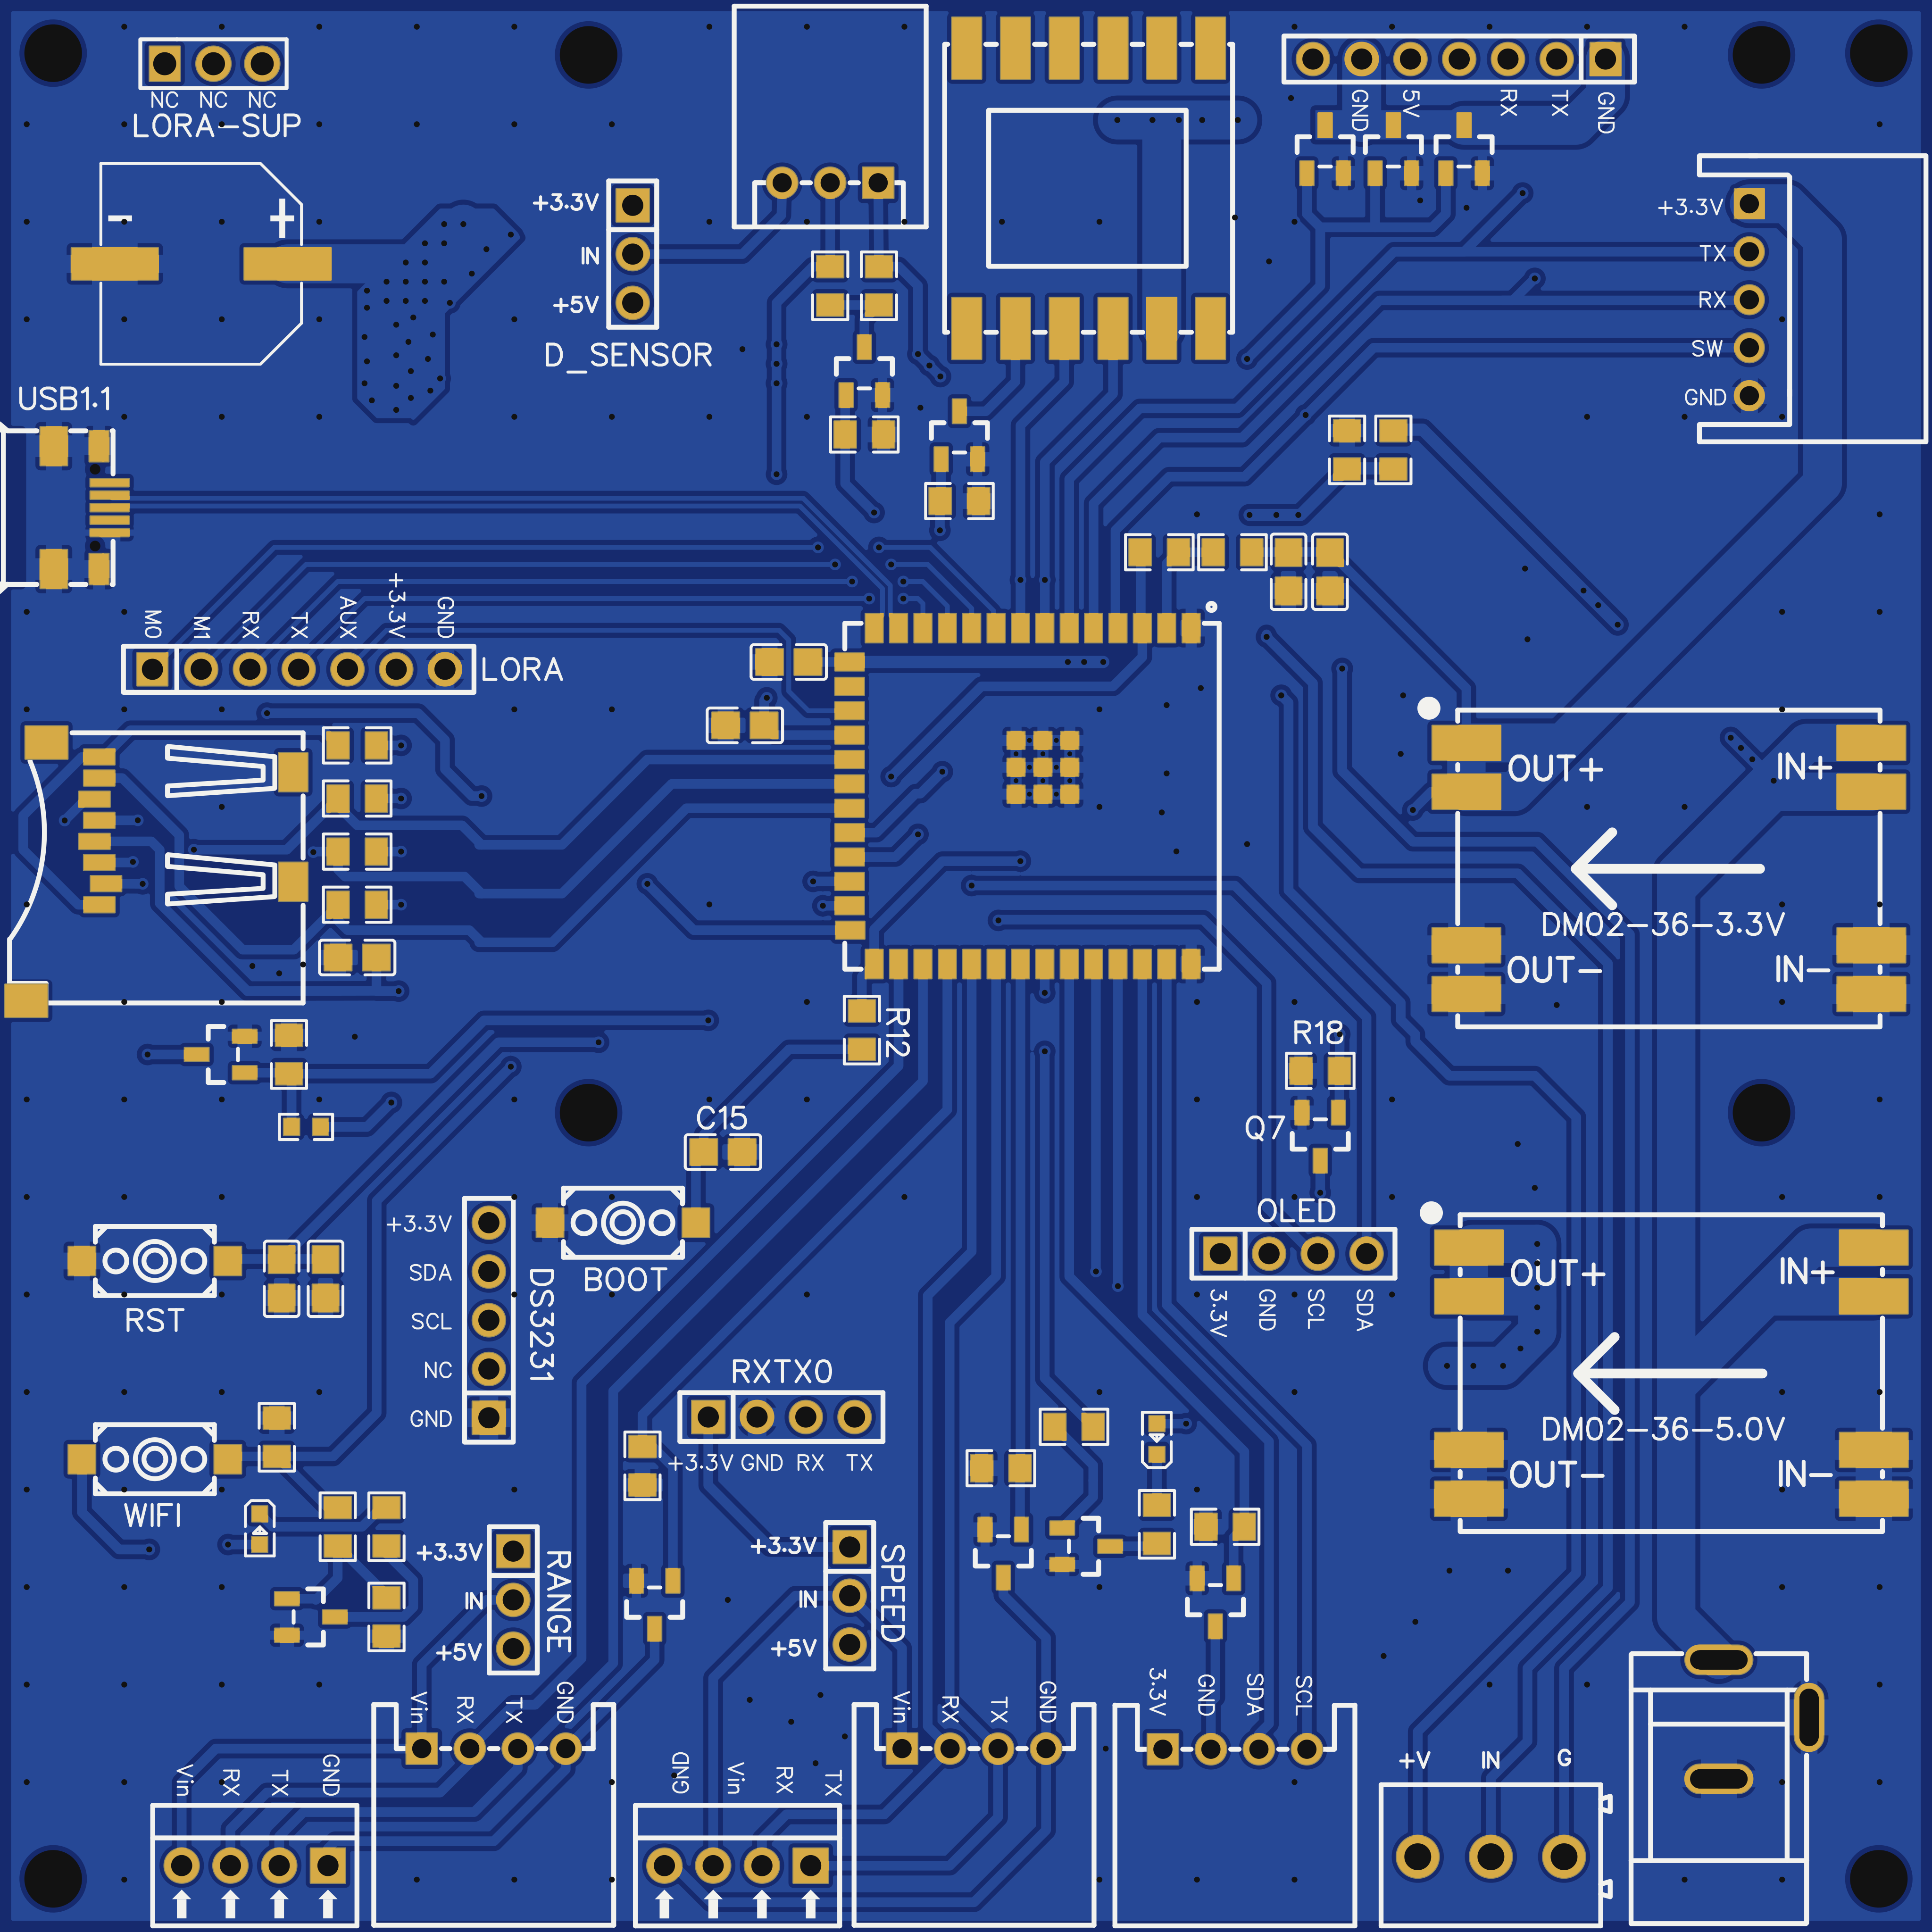 NC NC NC
LORA-SUP
- +
+3.3V
IN
+5V
D_SENSOR
GND 5V RX TX GND
+3.3V
TX
RX
SW
GND
USB1.1
M0 M1 RX TX AUX +3.3V GND
LORA
OUT+ IN+
DM02-36-3.3V
OUT- IN-
R12
R18
Q7
C15
OLED
3.3V GND SCL SDA
+3.3V
SDA
SCL
NC
GND
DS3231
BOOT
RST
OUT+ IN+
DM02-36-5.0V
OUT- IN-
RXTX0
+3.3V GND RX TX
WIFI
+3.3V
IN
+5V
RANGE
+3.3V
IN
+5V
SPEED
Vin RX TX GND
Vin RX TX GND
3.3V GND SDA SCL
+V IN G
Vin RX TX GND
GND Vin RX TX